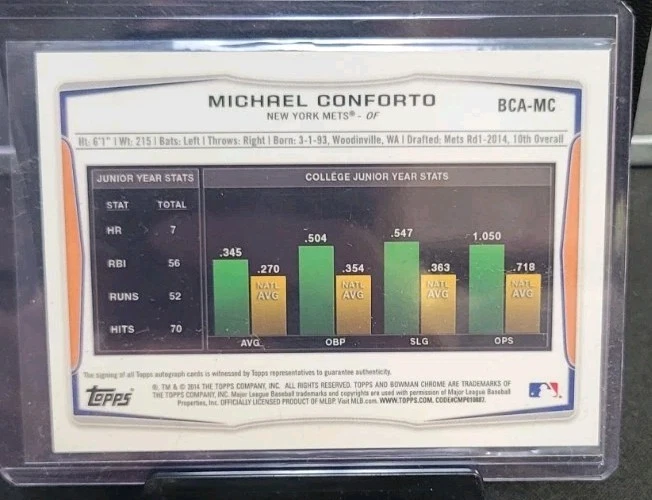 MICHAEL CONFORTO
BCA-MC
NEW YORK METS® - OF
Ht: 6'1" | Wt: 215 | Bats: Left | Throws: Right | Born: 3-1-93, Woodinville, WA | Drafted: Mets Rd1-2014, 10th Overall
JUNIOR YEAR STATS
STAT TOTAL
HR 7
RBI 56
RUNS 52
HITS 70
COLLEGE JUNIOR YEAR STATS
.345 .270 .504 .354 .547 .363 1.050 .718
NATL. AVG NATL. AVG NATL. AVG NATL. AVG
AVG OBP SLG OPS
The signing of all Topps autograph cards is witnessed by Topps representatives to guarantee authenticity.
Topps
®, TM & © 2014 THE TOPPS COMPANY, INC. ALL RIGHTS RESERVED. TOPPS AND BOWMAN CHROME ARE TRADEMARKS OF
THE TOPPS COMPANY, INC. Major League Baseball trademarks and copyrights are used with permission of Major League Baseball
Properties, Inc. OFFICIALLY LICENSED PRODUCT OF MLBP. Visit MLB.com. WWW.TOPPS.COM.